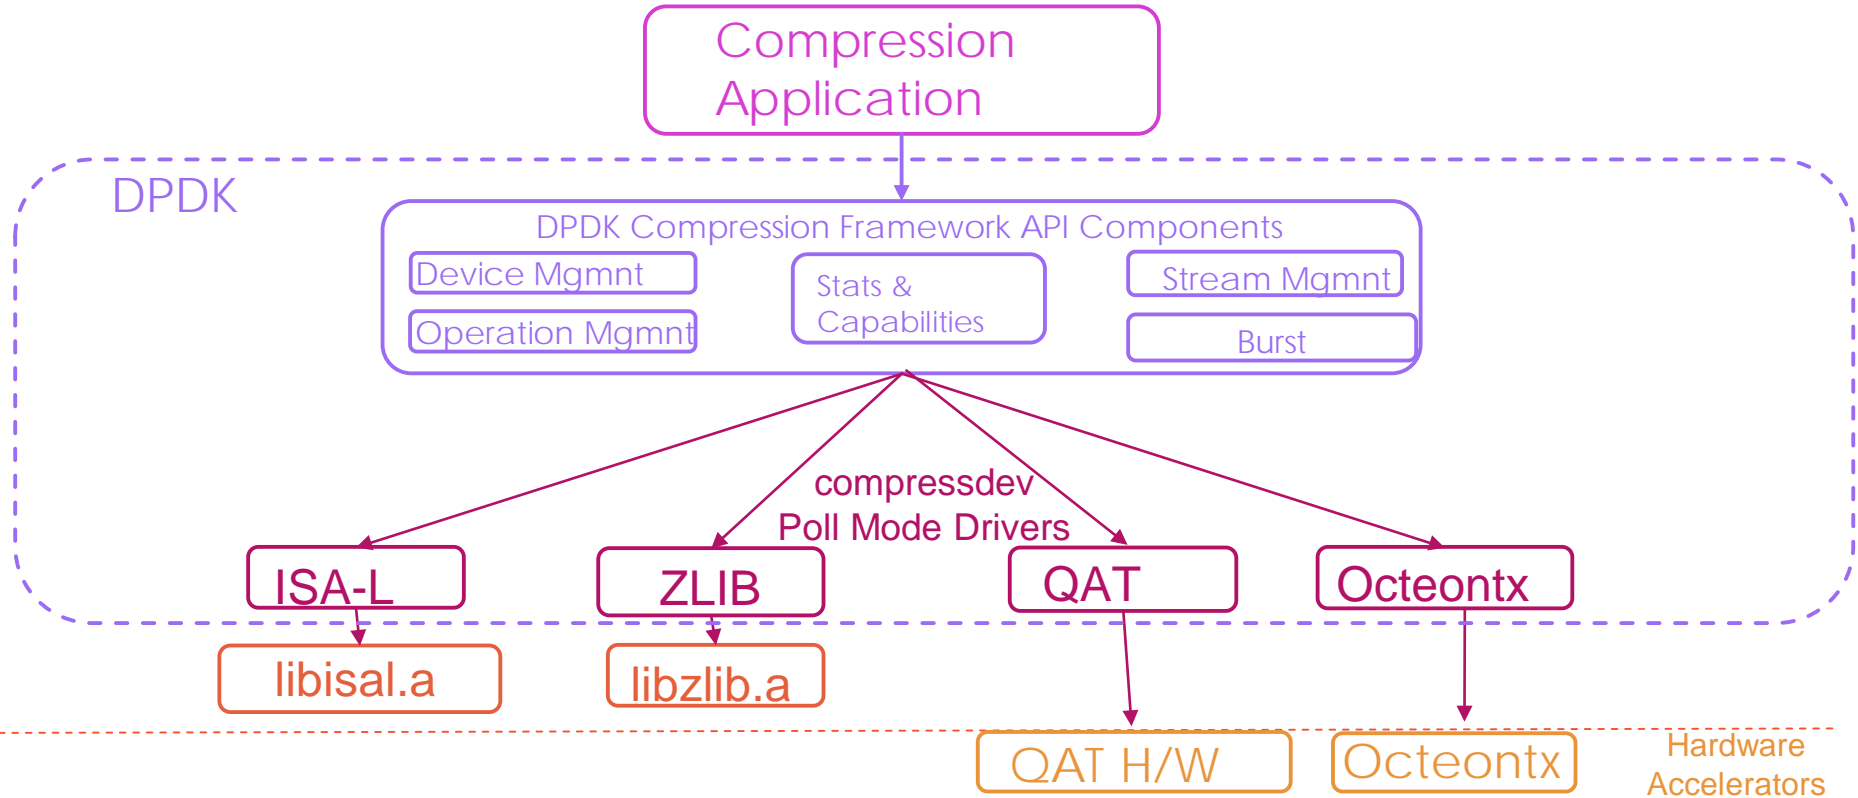 Compression
Application
DPDK
DPDK Compression Framework API Components
Device Mgmnt
Stats &
Capabilities
Stream Mgmnt
Operation Mgmnt
Burst
compressdev
Poll Mode Drivers
ISA-L
ZLIB
QAT
Octeontx
libisal.a
libzlib.a
QAT H/W
Octeontx
Hardware
Accelerators